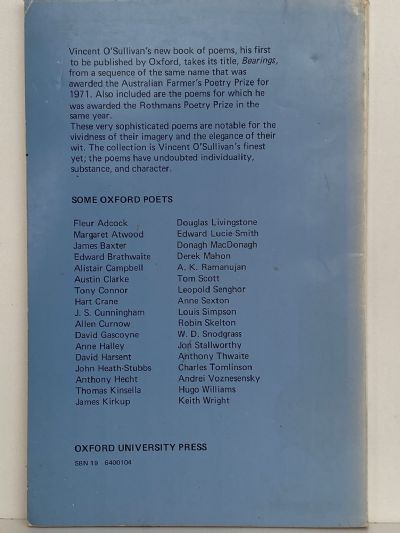 Vincent O'Sullivan's new book of poems, his first
to be published by Oxford, takes its title, Bearings,
from a sequence of the same name that was
awarded the Australian Farmer's Poetry Prize for
1971. Also included are the poems for which he
was awarded the Rothmans Poetry Prize in the
same year.
These very sophisticated poems are notable for the
vividness of their imagery and the elegance of their
wit. The collection is Vincent O'Sullivan's finest
yet; the poems have undoubted individuality,
substance, and character.
SOME OXFORD POETS
Fleur Adcock
Margaret Atwood
James Baxter
Edward Brathwaite
Alistair Campbell
Austin Clarke
Tony Connor
Hart Crane
J. S. Cunningham
Allen Curnow
David Gascoyne
Anne Halley
David Harsent
John Heath-Stubbs
Anthony Hecht
Thomas Kinsella
James Kirkup
Douglas Livingstone
Edward Lucie-Smith
Donagh MacDonagh
Derek Mahon
A. K. Ramanujan
Tom Scott
Leopold Senghor
Anne Sexton
Louis Simpson
Robin Skelton
W. D. Snodgrass
Jon Stallworthy
Anthony Thwaite
Charles Tomlinson
Andrei Voznesensky
Hugo Williams
Keith Wright
OXFORD UNIVERSITY PRESS
SBN 19 6400104